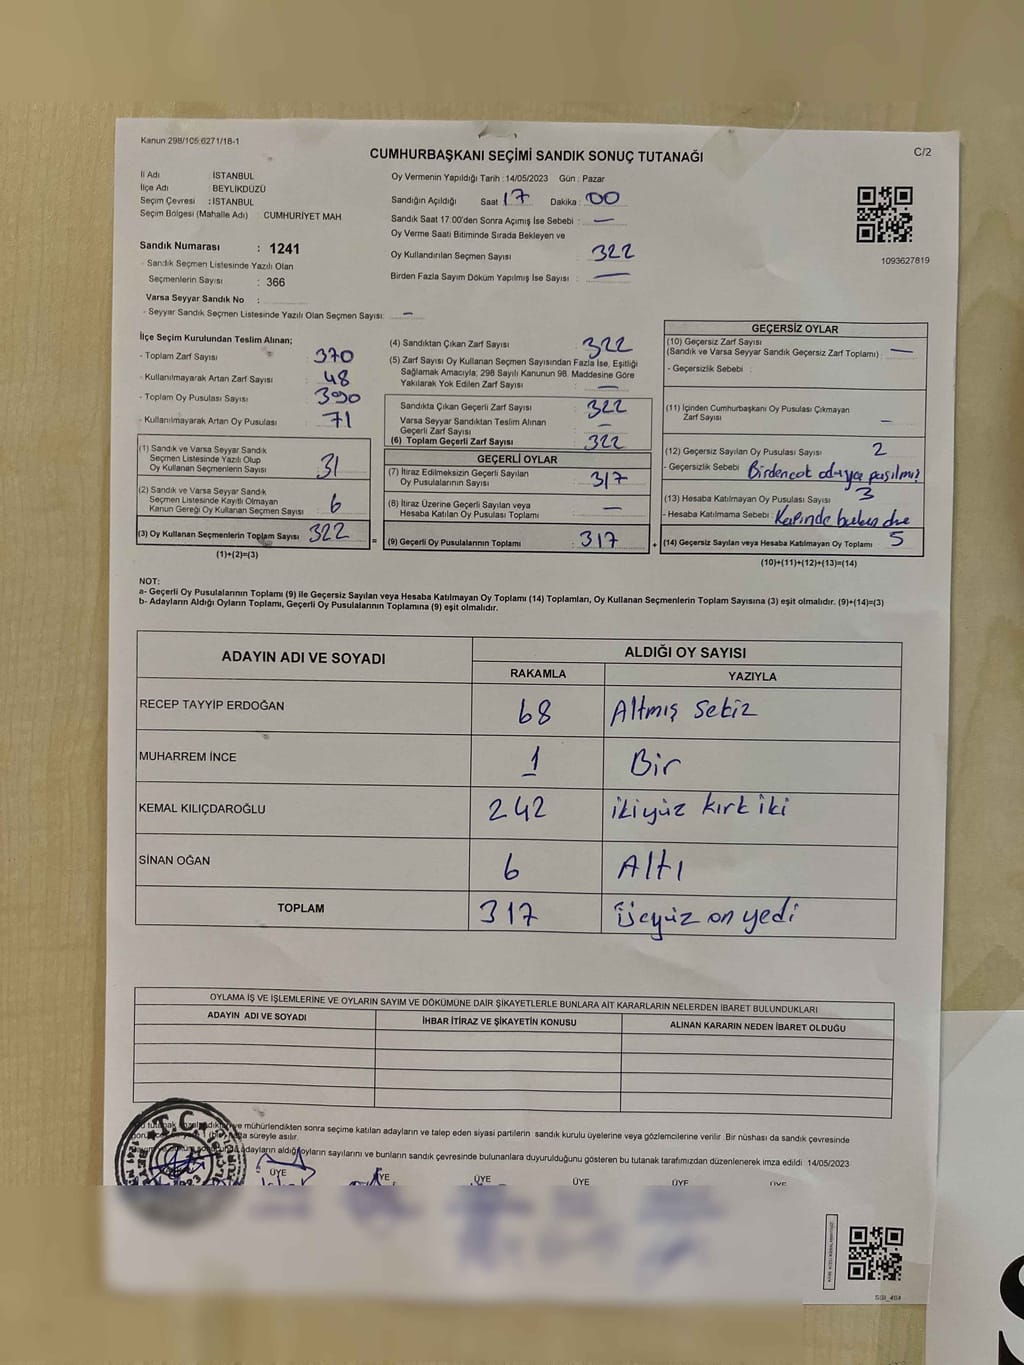 Kanun 298/105 6271/18-1
C/2
CUMHURBAŞKANI SEÇİMİ SANDIK SONUÇ TUTANAĞI
İl Adı İSTANBUL
İlçe Adı BEYLİKDÜZÜ
Seçim Çevresi : İSTANBUL
Seçim Bölgesi (Mahalle Adı) : CUMHURİYET MAH
Sandık Numarası : 1241
- Sandık Seçmen Listesinde Yazılı Olan
Seçmenlerin Sayısı : 366
Varsa Seyyar Sandık No :
- Seyyar Sandık Seçmen Listesinde Yazılı Olan Seçmen Sayısı: —
Oy Vermenin Yapıldığı Tarih : 14/05/2023 Gün : Pazar
Sandığın Açıldığı Saat 17 Dakika : 00
Sandık Saat 17:00'den Sonra Açımış İse Sebebi : —
Oy Verme Saati Bitiminde Sırada Bekleyen ve
Oy Kullandırılan Seçmen Sayısı : 322
Birden Fazla Sayım Döküm Yapılmış İse Sayısı : —
1093627819
İlçe Seçim Kurulundan Teslim Alınan;
- Toplam Zarf Sayısı : 370
- Kullanılmayarak Artan Zarf Sayısı : 48
- Toplam Oy Pusulası Sayısı : 390
- Kullanılmayarak Artan Oy Pusulası : 71
(1) Sandık ve Varsa Seyyar Sandık
Seçmen Listesinde Yazılı Olup
Oy Kullanan Seçmenlerin Sayısı : 31
(2) Sandık ve Varsa Seyyar Sandık
Seçmen Listesinde Kayıtlı Olmayan
Kanun Gereği Oy Kullanan Seçmen Sayısı : 6
(3) Oy Kullanan Seçmenlerin Toplam Sayısı : 322
(1)+(2)=(3)
(4) Sandıktan Çıkan Zarf Sayısı : 322
(5) Zarf Sayısı Oy Kullanan Seçmen Sayısından Fazla İse, Eşitliği
Sağlamak Amacıyla; 298 Sayılı Kanunun 98. Maddesine Göre
Yakılarak Yok Edilen Zarf Sayısı : —
Sandıkta Çıkan Geçerli Zarf Sayısı : 322
Varsa Seyyar Sandıktan Teslim Alınan
Geçerli Zarf Sayısı : —
(6) Toplam Geçerli Zarf Sayısı : 322
GEÇERLİ OYLAR
(7) İtiraz Edilmeksizin Geçerli Sayılan
Oy Pusulalarının Sayısı : 317
(8) İtiraz Üzerine Geçerli Sayılan veya
Hesaba Katılan Oy Pusulası Toplamı : —
= (9) Geçerli Oy Pusulalarının Toplamı : 317
GEÇERSİZ OYLAR
(10) Geçersiz Zarf Sayısı
(Sandık ve Varsa Seyyar Sandık Geçersiz Zarf Toplamı) : —
- Geçersizlik Sebebi :
(11) İçinden Cumhurbaşkanı Oy Pusulası Çıkmayan
Zarf Sayısı : —
(12) Geçersiz Sayılan Oy Pusulası Sayısı : 2
- Geçersizlik Sebebi : Birdençok adaya
(13) Hesaba Katılmayan Oy Pusulası Sayısı : 3
- Hesaba Katılmama Sebebi :
+ (14) Geçersiz Sayılan veya Hesaba Katılmayan Oy Toplamı : 5
(10)+(11)+(12)+(13)=(14)
NOT:
a- Geçerli Oy Pusulalarının Toplamı (9) İle Geçersiz Sayılan veya Hesaba Katılmayan Oy Toplamı (14) Toplamları, Oy Kullanan Seçmenlerin Toplam Sayısına (3) eşit olmalıdır. (9)+(14)=(3)
b- Adayların Aldığı Oyların Toplamı, Geçerli Oy Pusulalarının Toplamına (9) eşit olmalıdır.
ADAYIN ADI VE SOYADI ALDIĞI OY SAYISI
RAKAMLA YAZIYLA
RECEP TAYYİP ERDOĞAN 68 Altmış Sekiz
MUHARREM İNCE 1 Bir
KEMAL KILIÇDAROĞLU 242 ikiyüz kırk iki
SİNAN OĞAN 6 Altı
TOPLAM 317 üçyüz on yedi
OYLAMA İŞ VE İŞLEMLERİNE VE OYLARIN SAYIM VE DÖKÜMÜNE DAİR ŞİKAYETLERLE BUNLARA AİT KARARLARIN NELERDEN İBARET BULUNDUKLARI
ADAYIN ADI VE SOYADI İHBAR İTİRAZ VE ŞİKAYETİN KONUSU ALINAN KARARIN NEDEN İBARET OLDUĞU
ve mühürlendikten sonra seçime katılan adayların ve talep eden siyasi partilerin sandık kurulu üyelerine veya gözlemcilerine verilir. Bir nüshası da sandık çevresinde
süreyle asılır.
adayların aldığı oyların sayılarını ve bunların sandık çevresinde bulunanlara duyurulduğunu gösteren bu tutanak tarafımızdan düzenlenerek imza edildi 14/05/2023
T.C.
ÜYE ÜYE ÜYE ÜYE ÜYE